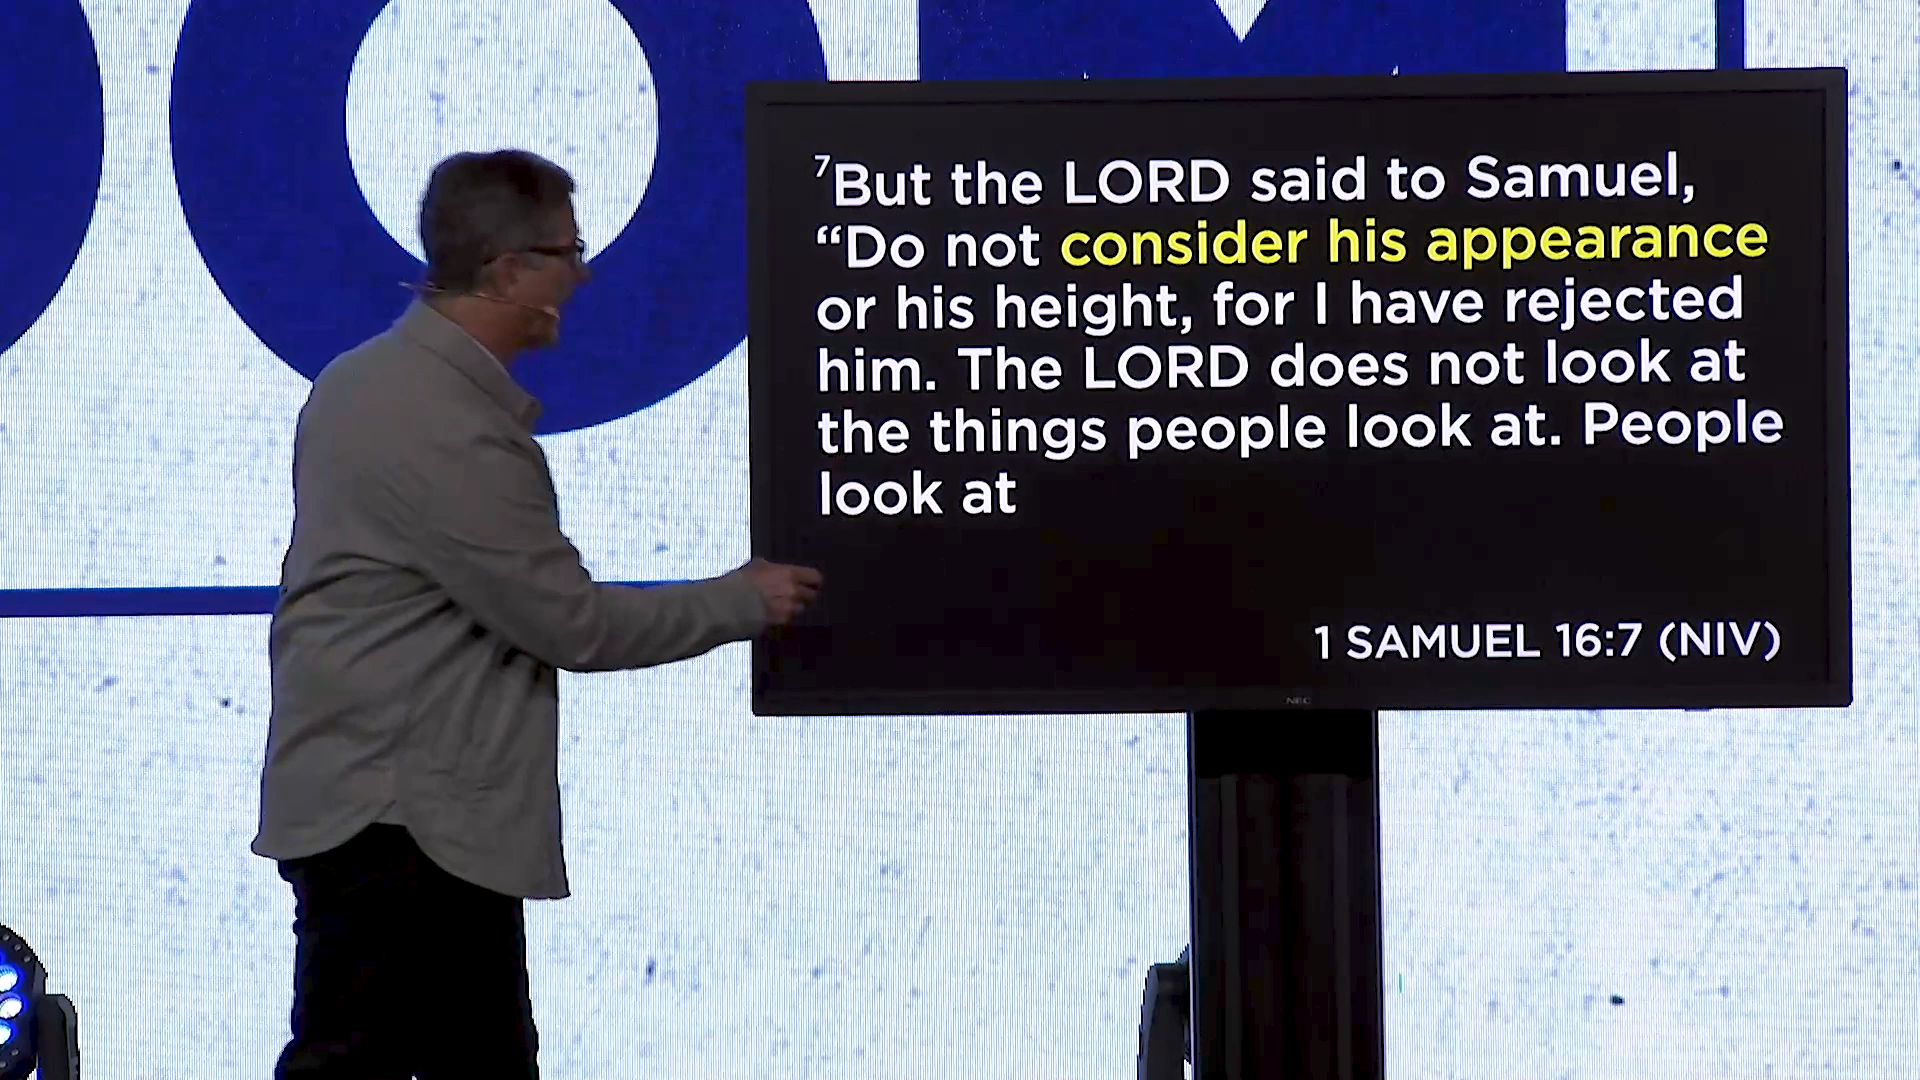 ⁷But the LORD said to Samuel,
“Do not consider his appearance
or his height, for I have rejected
him. The LORD does not look at
the things people look at. People
look at
1 SAMUEL 16:7 (NIV)
NEC